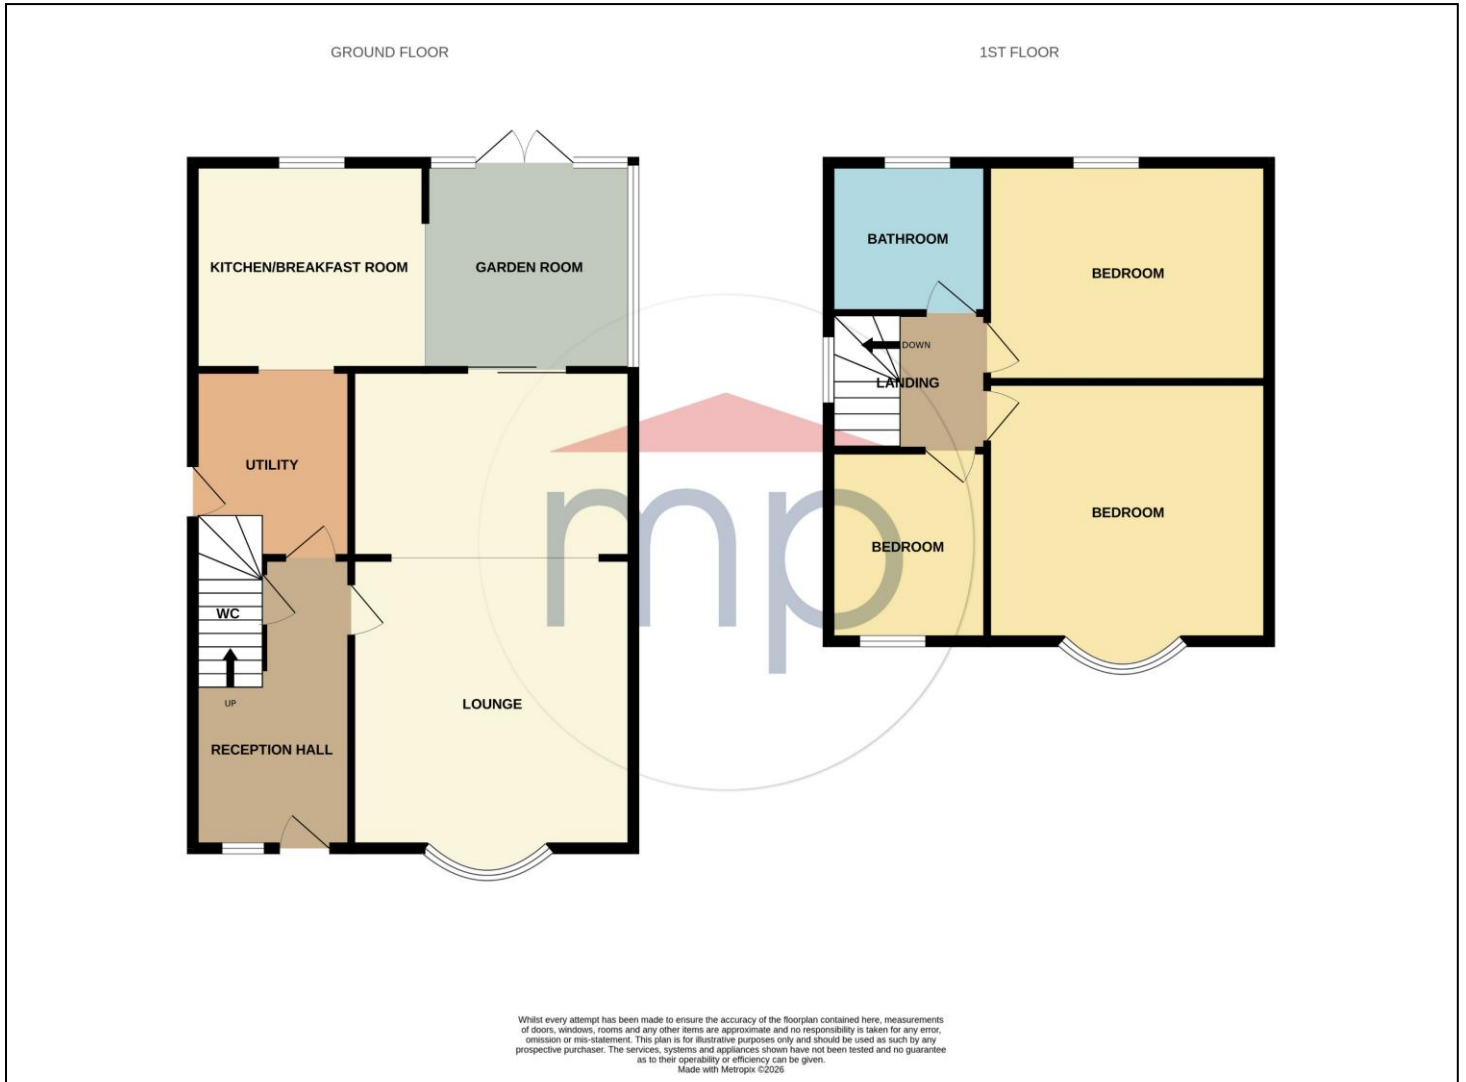 GROUND FLOOR
1ST FLOOR
KITCHEN/BREAKFAST ROOM
GARDEN ROOM
UTILITY
WC
UP
RECEPTION HALL
LOUNGE
BATHROOM
BEDROOM
DOWN
LANDING
BEDROOM
BEDROOM
mp
Whilst every attempt has been made to ensure the accuracy of the floorplan contained here, measurements
of doors, windows, rooms and any other items are approximate and no responsibility is taken for any error,
omission or mis-statement. This plan is for illustrative purposes only and should be used as such by any
prospective purchaser. The services, systems and appliances shown have not been tested and no guarantee
as to their operability or efficiency can be given.
Made with Metropix ©2026